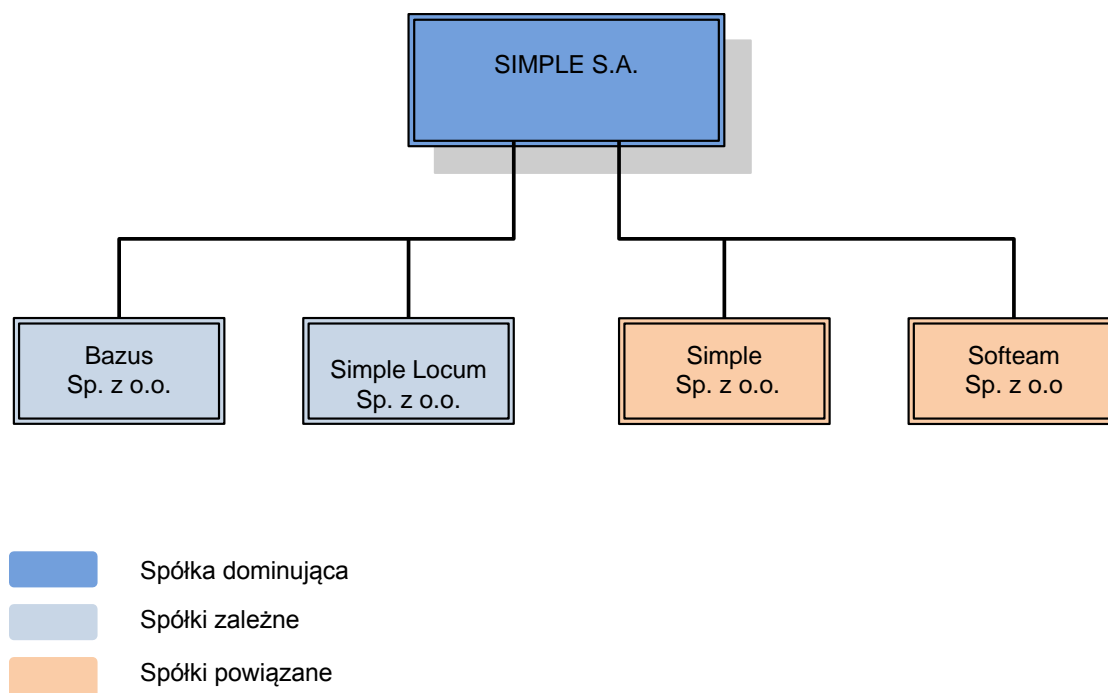 SIMPLE S.A.
Bazus
Sp. z o.o.
Simple Locum
Sp. z o.o.
Simple
Sp. z o.o.
Softeam
Sp. z o.o
Spółka dominująca
Spółki zależne
Spółki powiązane